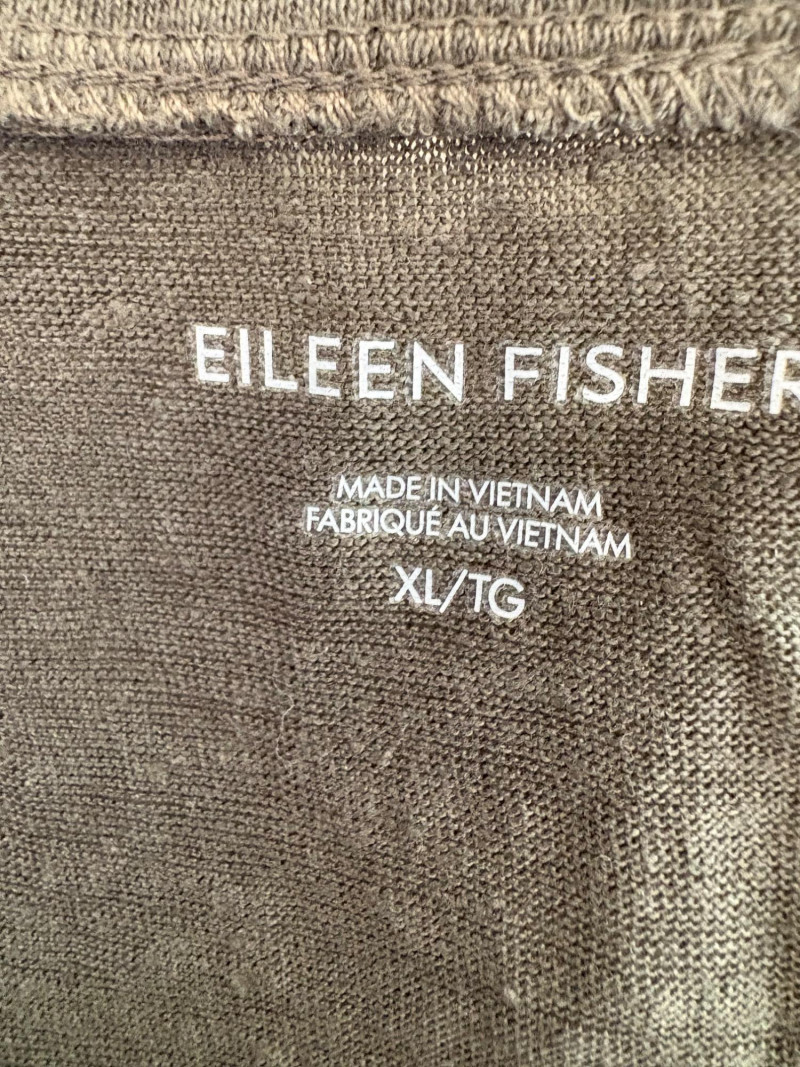 EILEEN FISHER
MADE IN VIETNAM
FABRIQUÉ AU VIETNAM
XL/TG